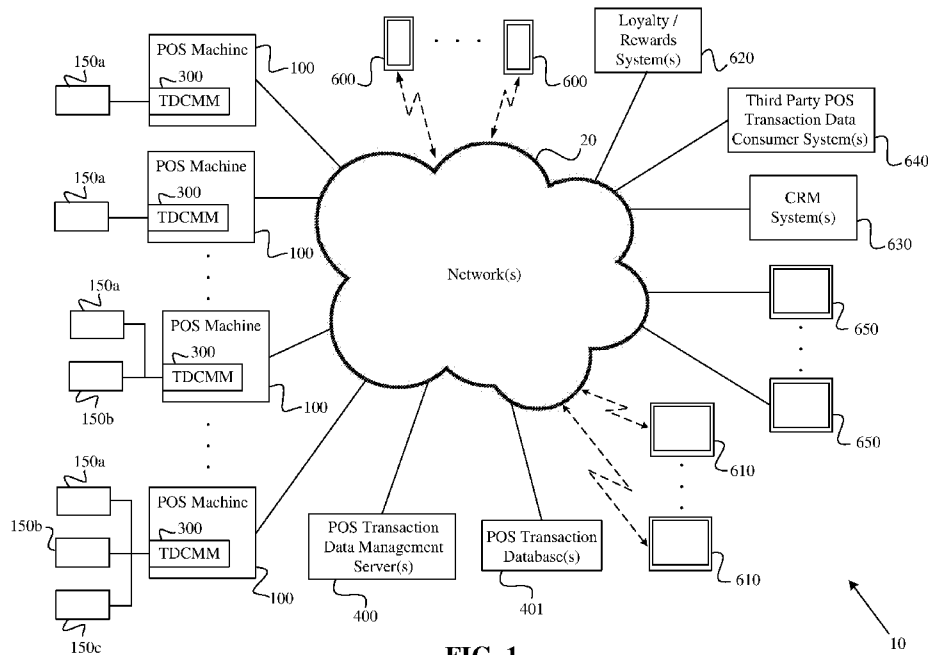 POS Machine
100
300
TDCMM
150a
POS Machine
100
300
TDCMM
150a
POS Machine
100
300
TDCMM
150a
150b
POS Machine
100
300
TDCMM
150a
150b
150c
600
. . .
600
Loyalty /
Rewards
System(s)
620
20
Third Party POS
Transaction Data
Consumer System(s)
640
CRM
System(s)
630
Network(s)
650
650
610
610
POS Transaction
Data Management
Server(s)
400
POS Transaction
Database(s)
401
10
FIG. 1